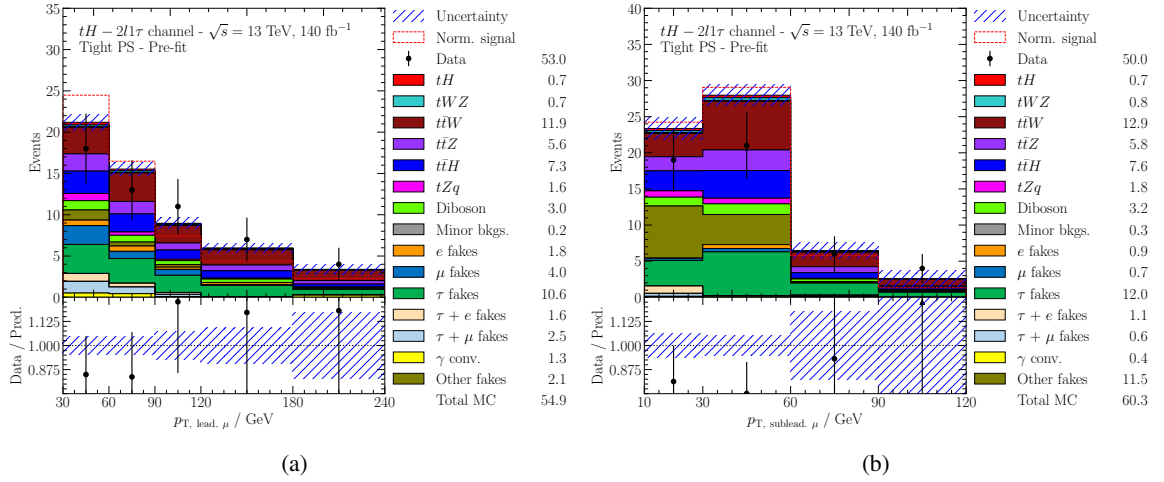 tH − 2l1τ channel - √s = 13 TeV, 140 fb⁻¹
Tight PS - Pre-fit
Events
35
30
25
20
15
10
5
0
Data / Pred.
1.125
1.000
0.875
30 60 90 120 150 180 210 240
p_T, lead. μ / GeV
Uncertainty
Norm. signal
Data 53.0
tH 0.7
tWZ 0.7
tt̄W 11.9
tt̄Z 5.6
tt̄H 7.3
tZq 1.6
Diboson 3.0
Minor bkgs. 0.2
e fakes 1.8
μ fakes 4.0
τ fakes 10.6
τ + e fakes 1.6
τ + μ fakes 2.5
γ conv. 1.3
Other fakes 2.1
Total MC 54.9
(a)
tH − 2l1τ channel - √s = 13 TeV, 140 fb⁻¹
Tight PS - Pre-fit
Events
40
35
30
25
20
15
10
5
0
Data / Pred.
1.125
1.000
0.875
10 30 60 90 120
p_T, sublead. μ / GeV
Uncertainty
Norm. signal
Data 50.0
tH 0.7
tWZ 0.8
tt̄W 12.9
tt̄Z 5.8
tt̄H 7.6
tZq 1.8
Diboson 3.2
Minor bkgs. 0.3
e fakes 0.9
μ fakes 0.7
τ fakes 12.0
τ + e fakes 1.1
τ + μ fakes 0.6
γ conv. 0.4
Other fakes 11.5
Total MC 60.3
(b)